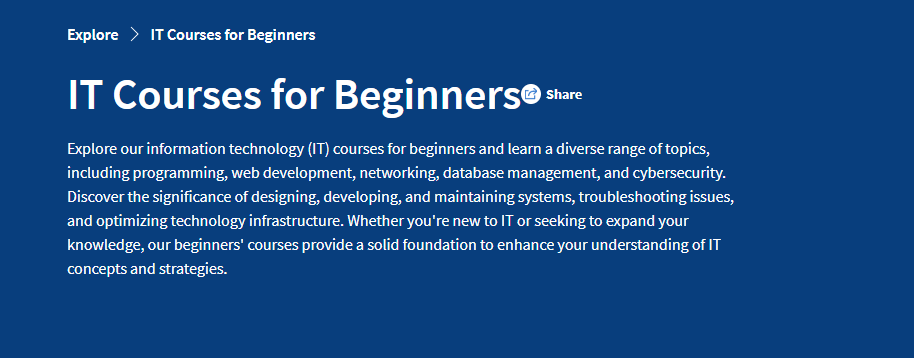 Explore > IT Courses for Beginners
IT Courses for Beginners Share
Explore our information technology (IT) courses for beginners and learn a diverse range of topics,
including programming, web development, networking, database management, and cybersecurity.
Discover the significance of designing, developing, and maintaining systems, troubleshooting issues,
and optimizing technology infrastructure. Whether you're new to IT or seeking to expand your
knowledge, our beginners' courses provide a solid foundation to enhance your understanding of IT
concepts and strategies.